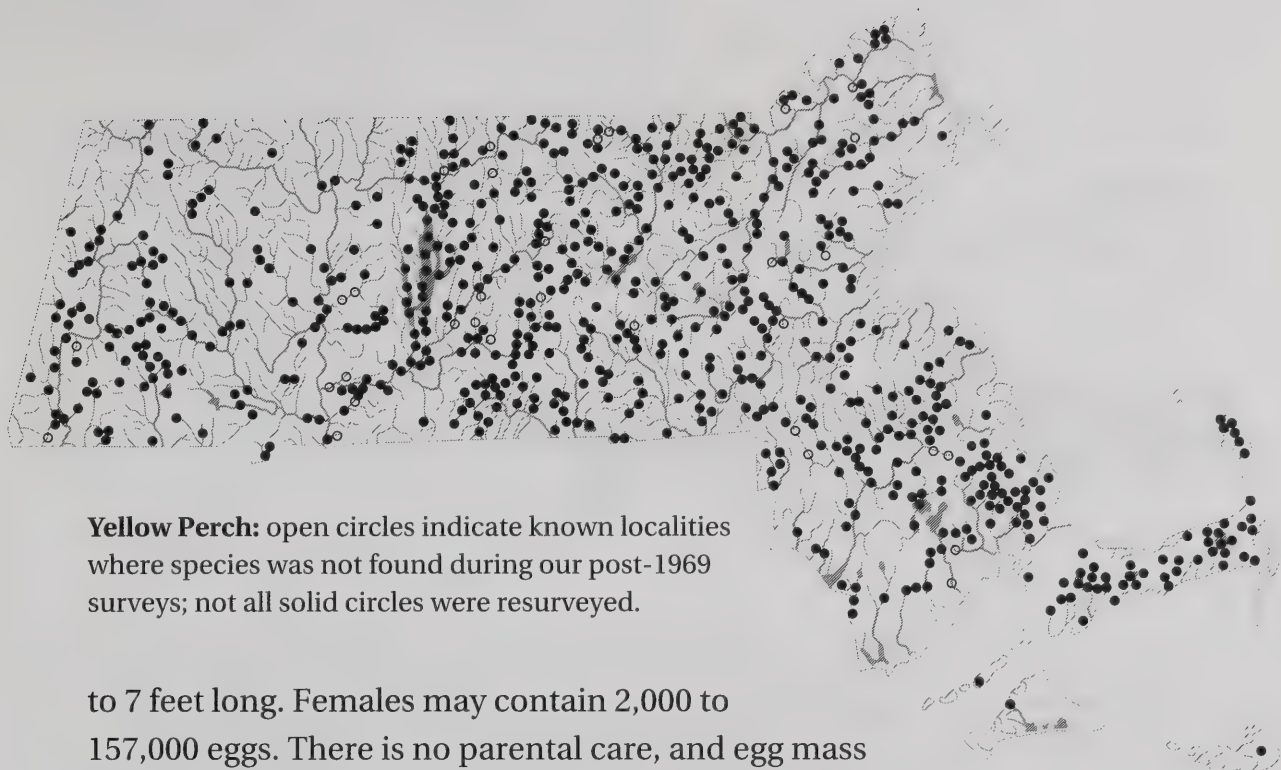 Yellow Perch: open circles indicate known localities
where species was not found during our post-1969
surveys; not all solid circles were resurveyed.
to 7 feet long. Females may contain 2,000 to
157,000 eggs. There is no parental care, and egg mass